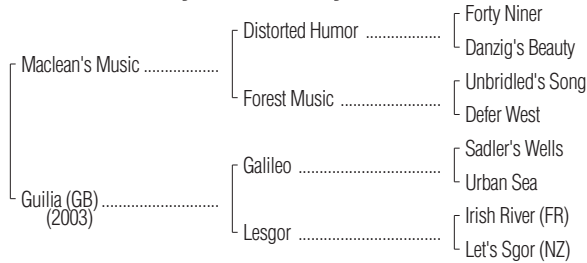 Forty Niner
Distorted Humor ..................
Danzig's Beauty
Maclean's Music ..................
Unbridled's Song
Forest Music ........................
Defer West
Sadler's Wells
Galileo ..................................
Urban Sea
Guilia (GB) ............................
(2003)
Irish River (FR)
Lesgor ...................................
Let's Sgor (NZ)